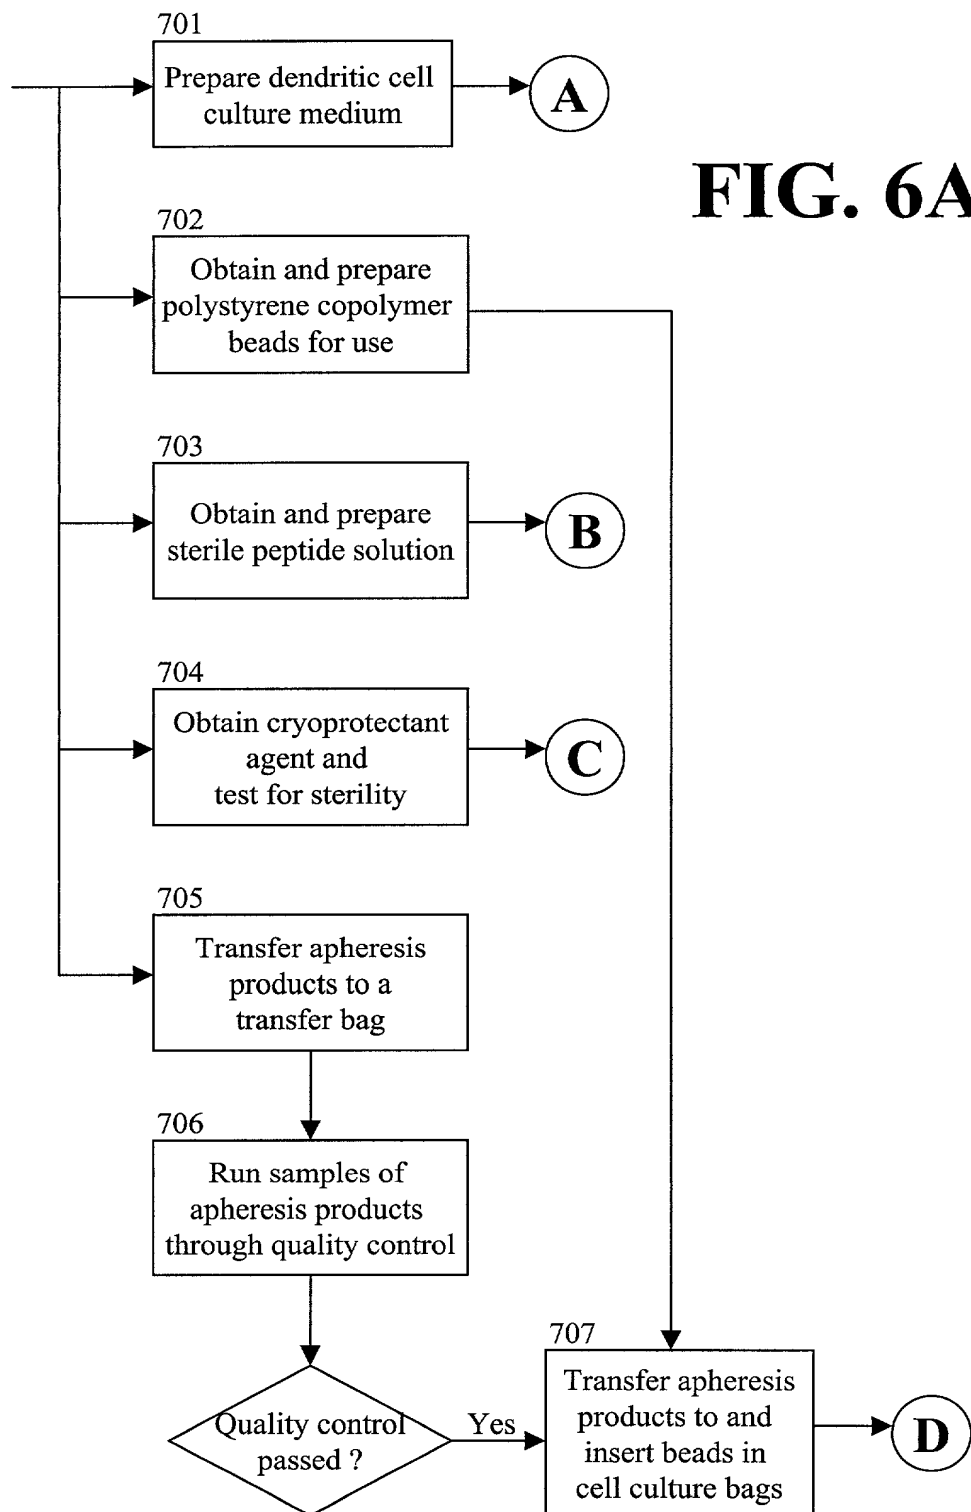 701
Prepare dendritic cell
culture medium
A
FIG. 6A
702
Obtain and prepare
polystyrene copolymer
beads for use
703
Obtain and prepare
sterile peptide solution
B
704
Obtain cryoprotectant
agent and
test for sterility
C
705
Transfer apheresis
products to a
transfer bag
706
Run samples of
apheresis products
through quality control
Quality control
passed ?
Yes
707
Transfer apheresis
products to and
insert beads in
cell culture bags
D